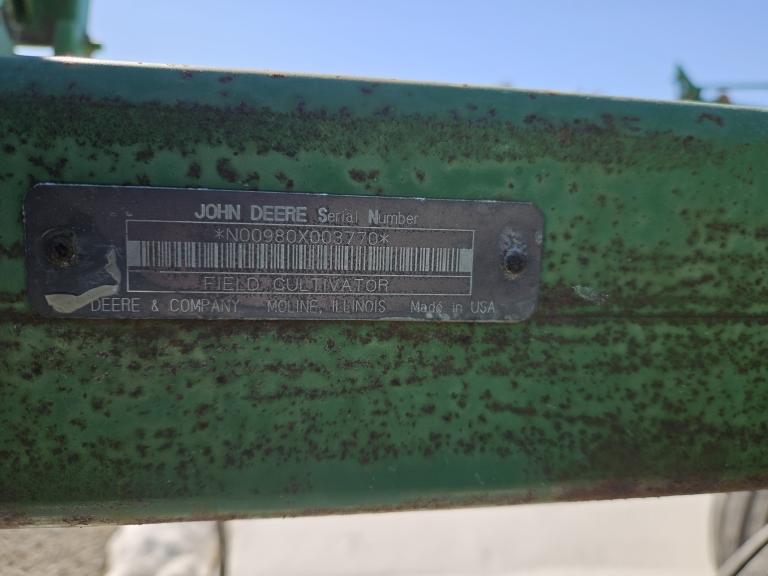 JOHN DEERE Serial Number
*N00980X003770*
FIELD CULTIVATOR
DEERE & COMPANY MOLINE, ILLINOIS Made in USA